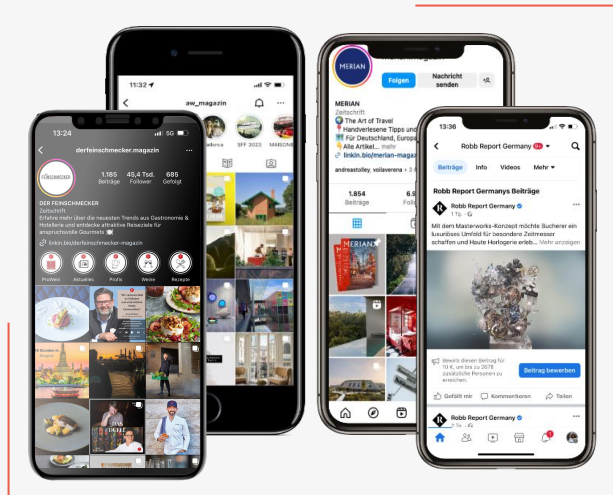 13:24
5G
derfeinschmecker.magazin
FEINSCHMECKER
1.185 45,4 Tsd. 685
Beiträge Follower Gefolgt
DER FEINSCHMECKER
Zeitschrift
Erfahre mehr über die neuesten Trends aus Gastronomie &
Hotellerie und entdecke attraktive Reiseziele für
anspruchsvolle Gourmets
linkin.bio/derfeinschmecker-magazin
ProWein Aktuelles Profis Weise Rezepte
11:32
aw_magazin
SFF 2023 MAISON&
MERIAN
Folgen
Nachricht
senden
MERIAN
Zeitschrift
The Art of Travel
Handverlesene Tipps und
Für Deutschland, Europa
Alle Artikel... mehr
linkin.bio/merian-magaz
andreastolley, voilaverena +
1.854
Beiträge
MERIAN
13:36
Robb Report Germany
Beiträge Info Videos Mehr
Robb Report Germanys Beiträge
Robb Report Germany
1 Tg.
Mit dem Masterworks-Konzept möchte Sucherer ein
luxuriöses Umfeld für besondere Zeitmesser
schaffen und Haute Horlogerie erleb... Mehr anzeigen
Bewirb diesen Beitrag für
10 €, um bis zu 2678
zusätzliche Personen zu
erreichen.
Beitrag bewerben
Gefällt mir Kommentieren Teilen
Robb Report Germany